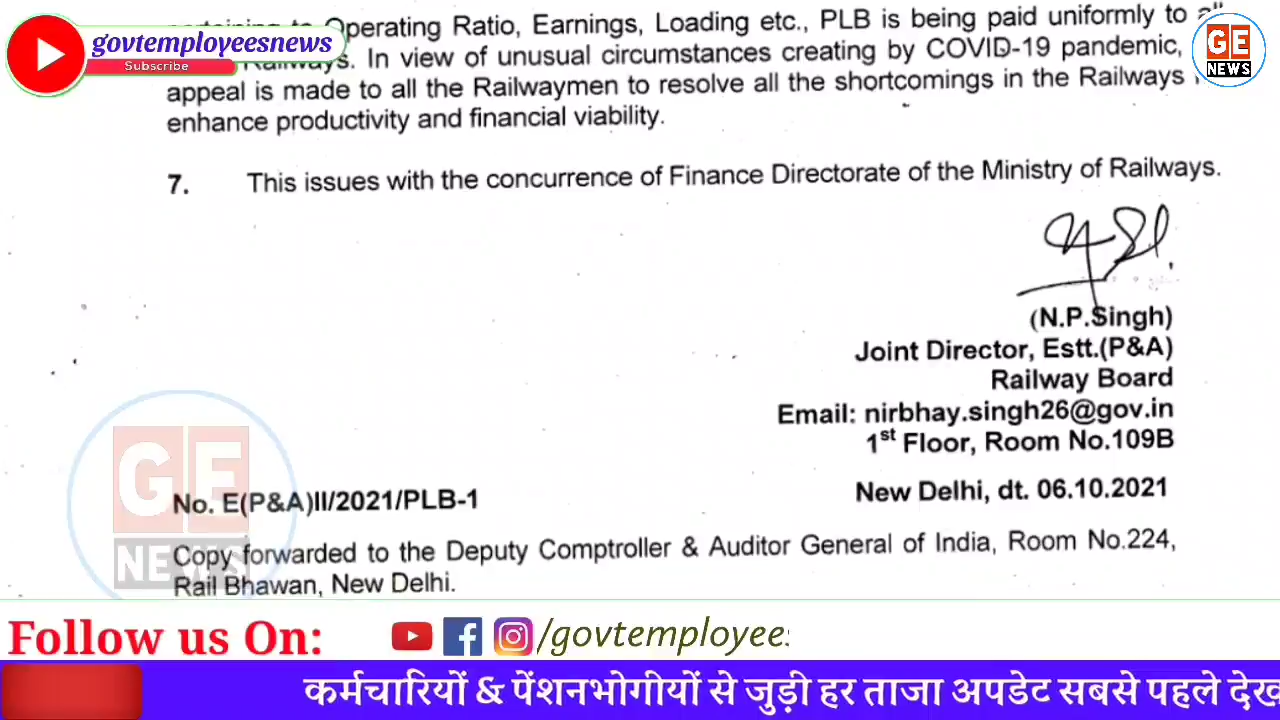 Operating Ratio, Earnings, Loading etc., PLB is being paid uniformly to all
govtemployeesnews
Subscribe
GE
NEWS
Railways. In view of unusual circumstances creating by COVID-19 pandemic,
appeal is made to all the Railwaymen to resolve all the shortcomings in the Railways
enhance productivity and financial viability.
7. This issues with the concurrence of Finance Directorate of the Ministry of Railways.
(N.P.Singh)
Joint Director, Estt.(P&A)
Railway Board
Email: nirbhay.singh26@gov.in
1st Floor, Room No.109B
GE
NEWS
No. E(P&A)II/2021/PLB-1
New Delhi, dt. 06.10.2021
Copy forwarded to the Deputy Comptroller & Auditor General of India, Room No.224,
Rail Bhawan, New Delhi.
Follow us On:
/govtemployees
कर्मचारियों & पेंशनभोगीयों से जुड़ी हर ताजा अपडेट सबसे पहले देख